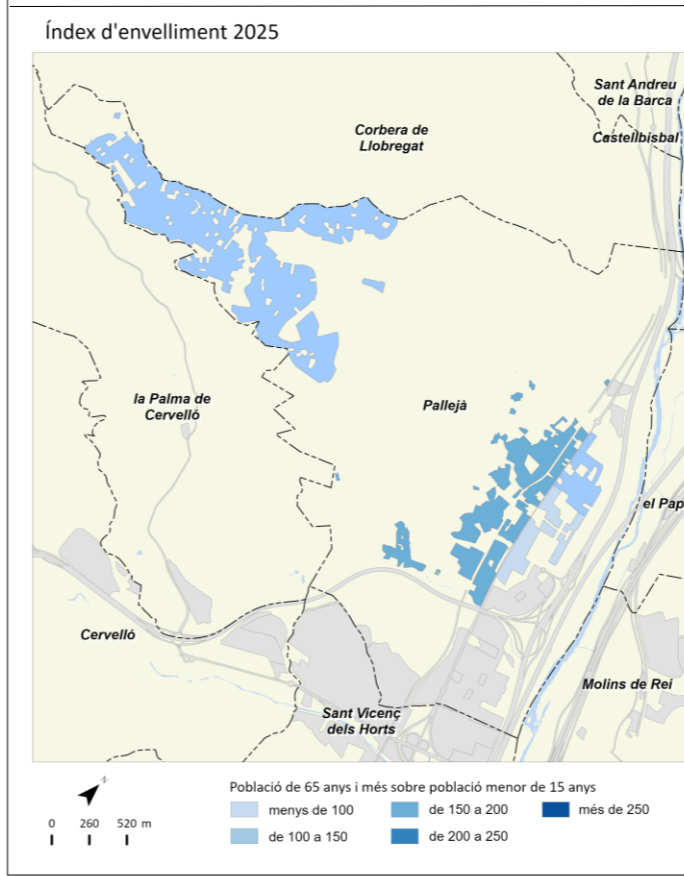 Índex d'envelliment 2025
Sant Andreu
de la Barca
Corbera de
Llobregat
Castellbisbal
la Palma de
Cervelló
Pallejà
el Pap
Cervelló
Molins de Rei
Sant Vicenç
dels Horts
N
0 260 520 m
Població de 65 anys i més sobre població menor de 15 anys
menys de 100
de 150 a 200
més de 250
de 100 a 150
de 200 a 250